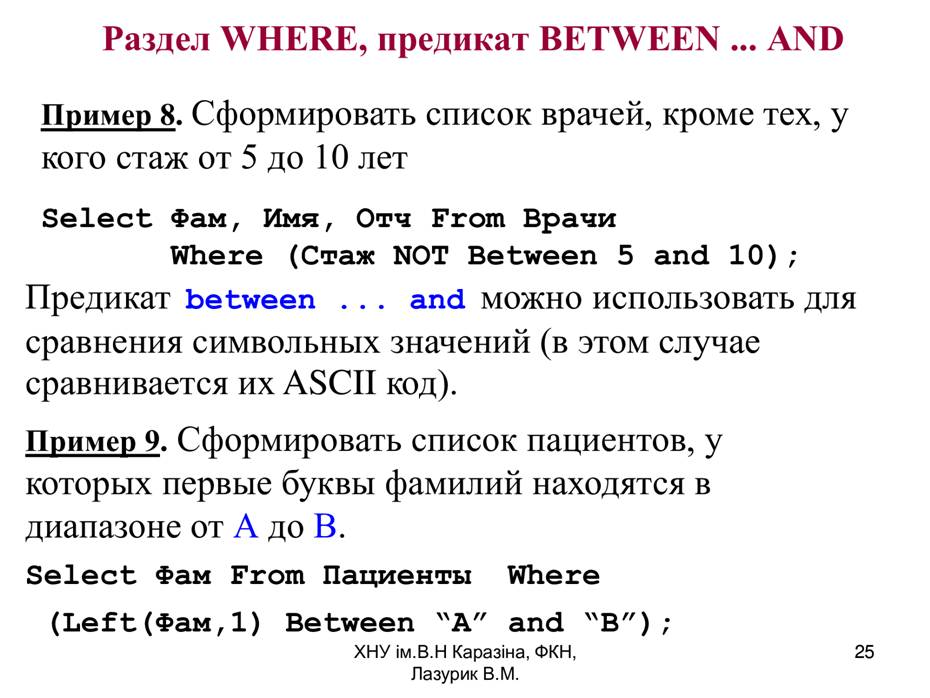 Раздел WHERE, предикат BETWEEN ... AND
Пример 8. Сформировать список врачей, кроме тех, у
кого стаж от 5 до 10 лет
Select Фам, Имя, Отч From Врачи
Where (Стаж NOT Between 5 and 10);
Предикат between ... and можно использовать для
сравнения символьных значений (в этом случае
сравнивается их ASCII код).
Пример 9. Сформировать список пациентов, у
которых первые буквы фамилий находятся в
диапазоне от А до В.
Select Фам From Пациенты Where
(Left(Фам,1) Between “А” and “В”);
ХНУ ім.В.Н Каразіна, ФКН,
Лазурик В.М.
25